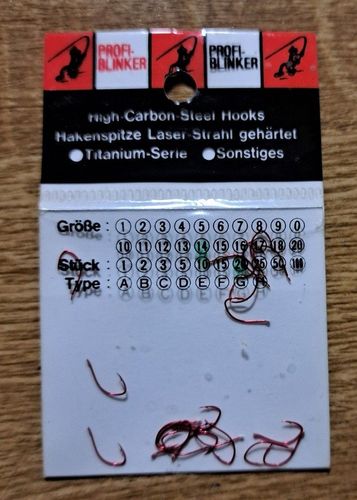 PROFI-BLINKER PROFI-BLINKER
High-Carbon-Steel Hooks
Hakenspitze Laser-Strahl gehärtet
Titanium-Serie Sonstiges
Größe : 1 2 3 4 5 6 7 8 9 0
10 11 12 13 14 15 16 17 18 20
Stück : 1 2 3 5 10 15 20 25 50 100
Type : A B C D E F G H